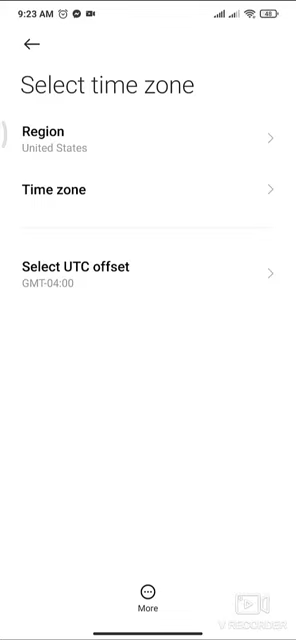 9:23 AM
48
Select time zone
Region
United States
Time zone
Select UTC offset
GMT-04:00
More
V RECORDER